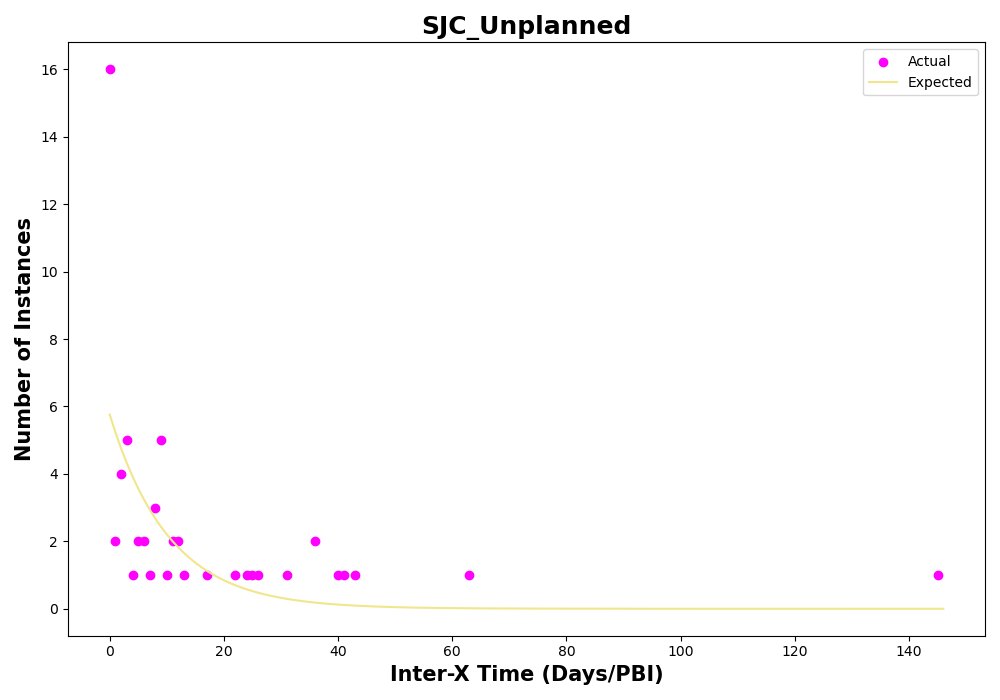 SJC_Unplanned
Actual
Expected
16
14
12
10
8
6
4
2
0
Number of Instances
0 20 40 60 80 100 120 140
Inter-X Time (Days/PBI)